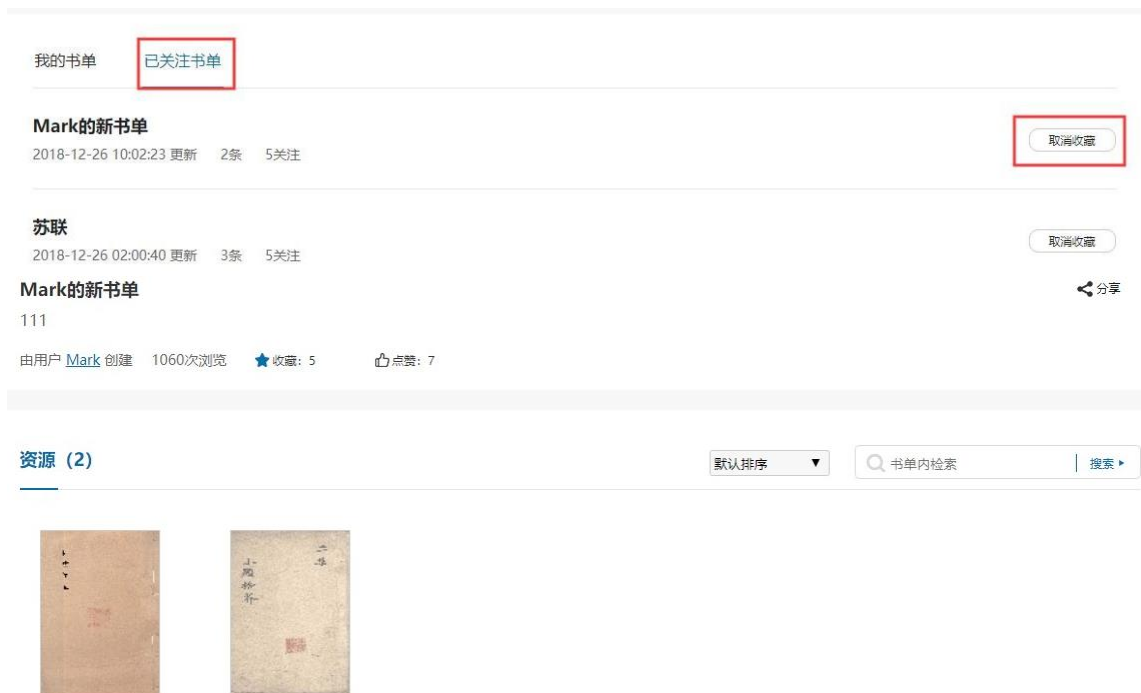 我的书单 已关注书单
Mark的新书单
2018-12-26 10:02:23 更新 2条 5关注
取消收藏
苏联
2018-12-26 02:00:40 更新 3条 5关注
取消收藏
Mark的新书单
分享
111
由用户 Mark 创建 1060次浏览 收藏: 5 点赞: 7
资源（2）
默认排序 ▼
书单内检索
搜索
二集